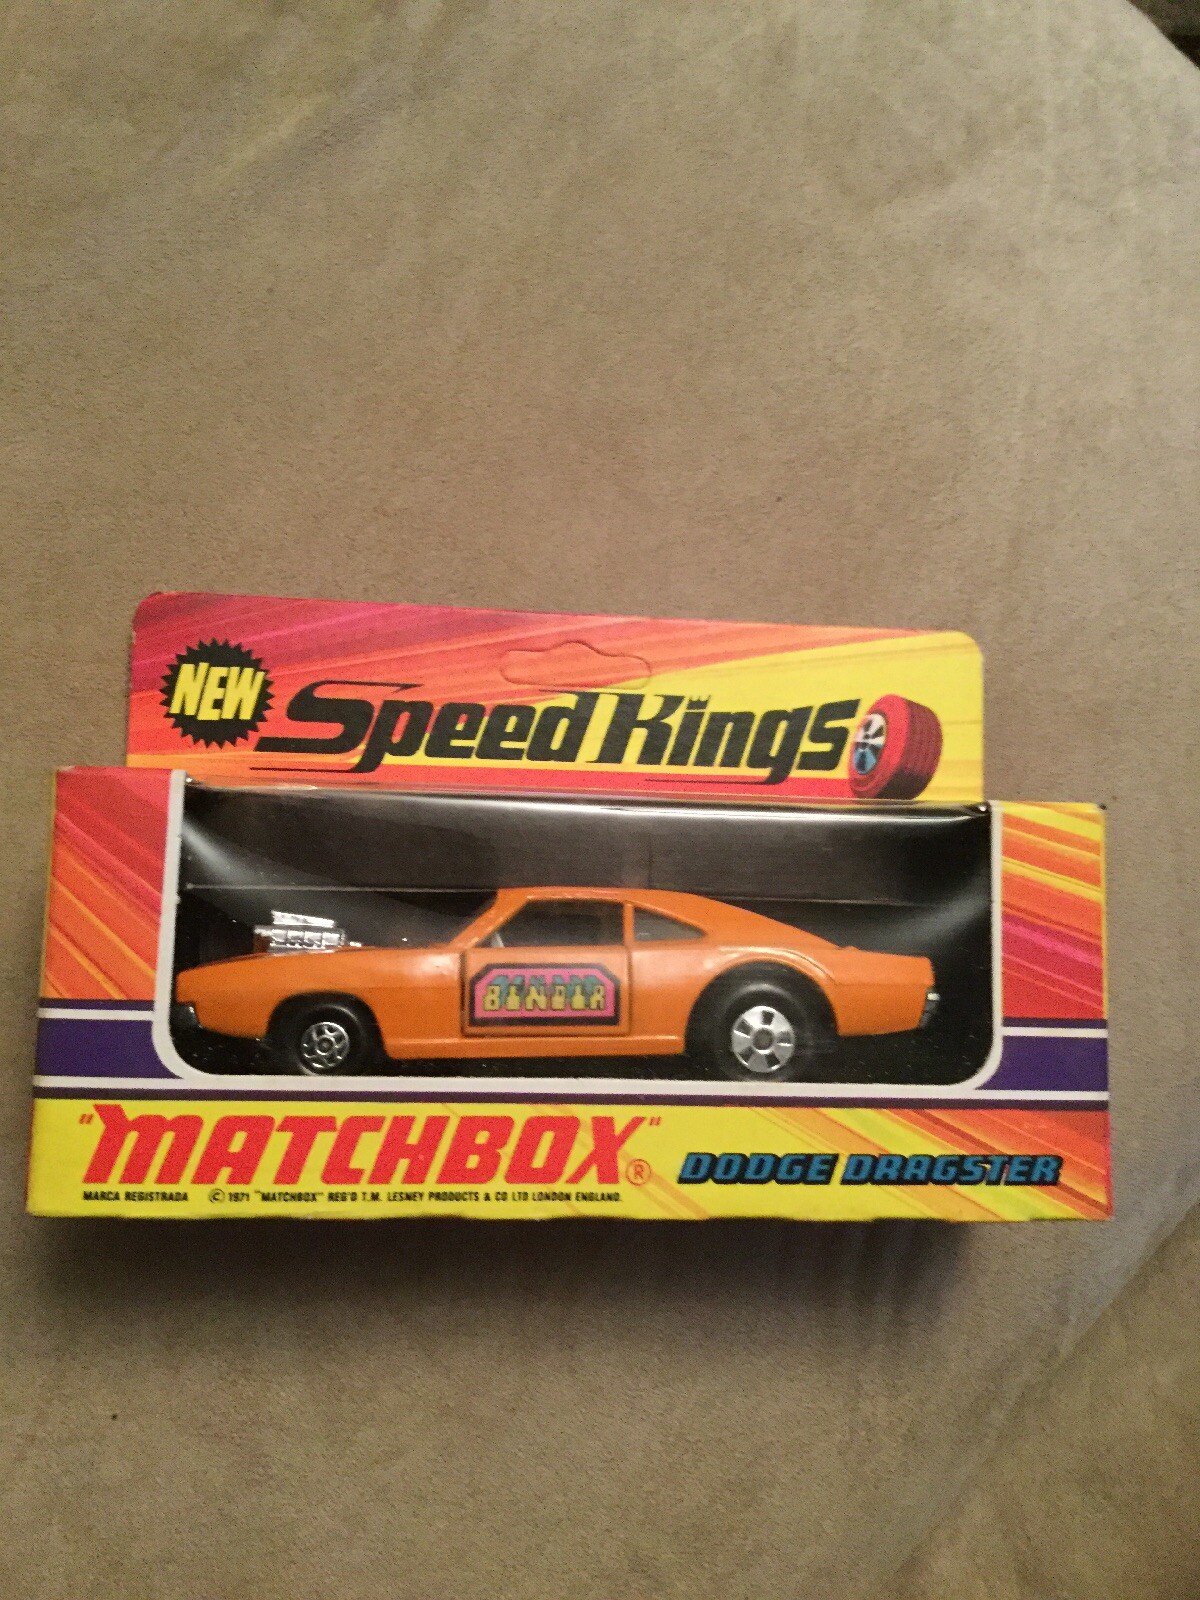 NEW
Speed Kings
BENDER
"MATCHBOX"®
DODGE DRAGSTER
MARCA REGISTRADA © 1971 "MATCHBOX" REG'D T.M. LESNEY PRODUCTS & CO LTD LONDON ENGLAND.